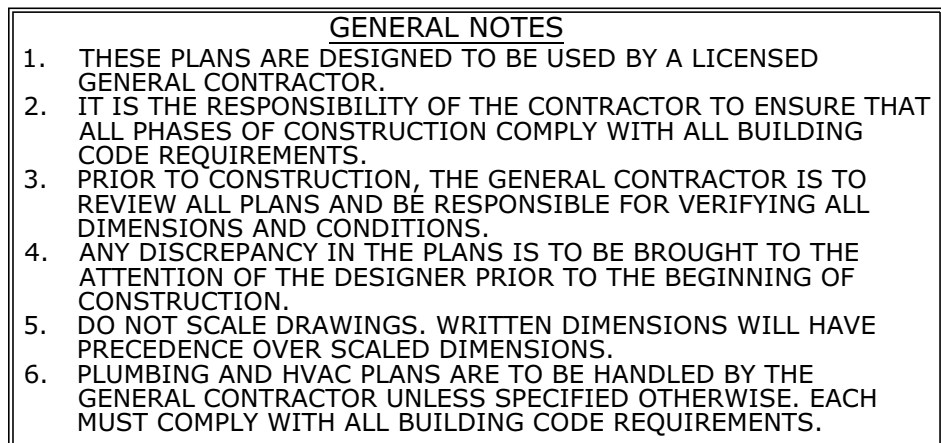 GENERAL NOTES
1. THESE PLANS ARE DESIGNED TO BE USED BY A LICENSED
GENERAL CONTRACTOR.
2. IT IS THE RESPONSIBILITY OF THE CONTRACTOR TO ENSURE THAT
ALL PHASES OF CONSTRUCTION COMPLY WITH ALL BUILDING
CODE REQUIREMENTS.
3. PRIOR TO CONSTRUCTION, THE GENERAL CONTRACTOR IS TO
REVIEW ALL PLANS AND BE RESPONSIBLE FOR VERIFYING ALL
DIMENSIONS AND CONDITIONS.
4. ANY DISCREPANCY IN THE PLANS IS TO BE BROUGHT TO THE
ATTENTION OF THE DESIGNER PRIOR TO THE BEGINNING OF
CONSTRUCTION.
5. DO NOT SCALE DRAWINGS. WRITTEN DIMENSIONS WILL HAVE
PRECEDENCE OVER SCALED DIMENSIONS.
6. PLUMBING AND HVAC PLANS ARE TO BE HANDLED BY THE
GENERAL CONTRACTOR UNLESS SPECIFIED OTHERWISE. EACH
MUST COMPLY WITH ALL BUILDING CODE REQUIREMENTS.